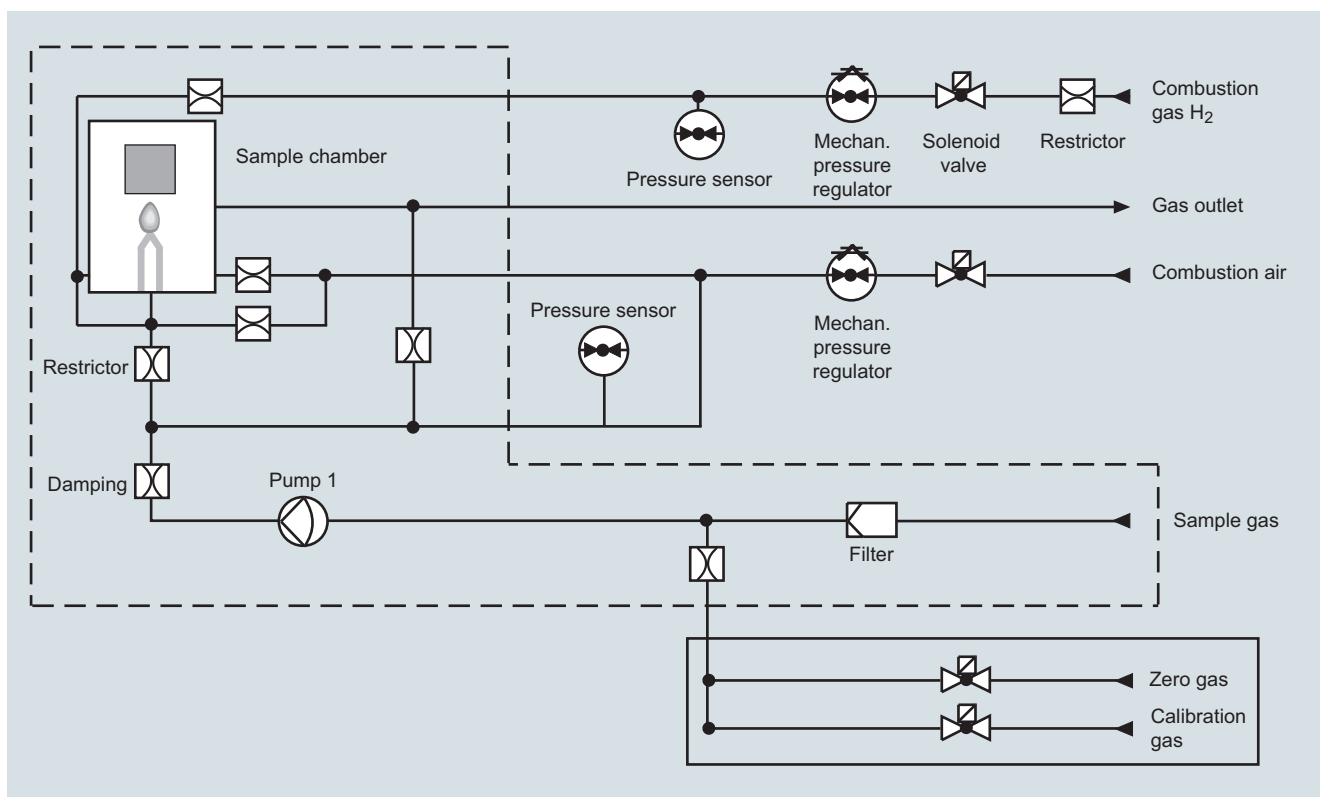 Combustion
gas H₂
Sample chamber
Mechan.
pressure
regulator
Solenoid
valve
Restrictor
Pressure sensor
Gas outlet
Combustion air
Pressure sensor
Mechan.
pressure
regulator
Restrictor
Damping
Pump 1
Filter
Sample gas
Zero gas
Calibration
gas